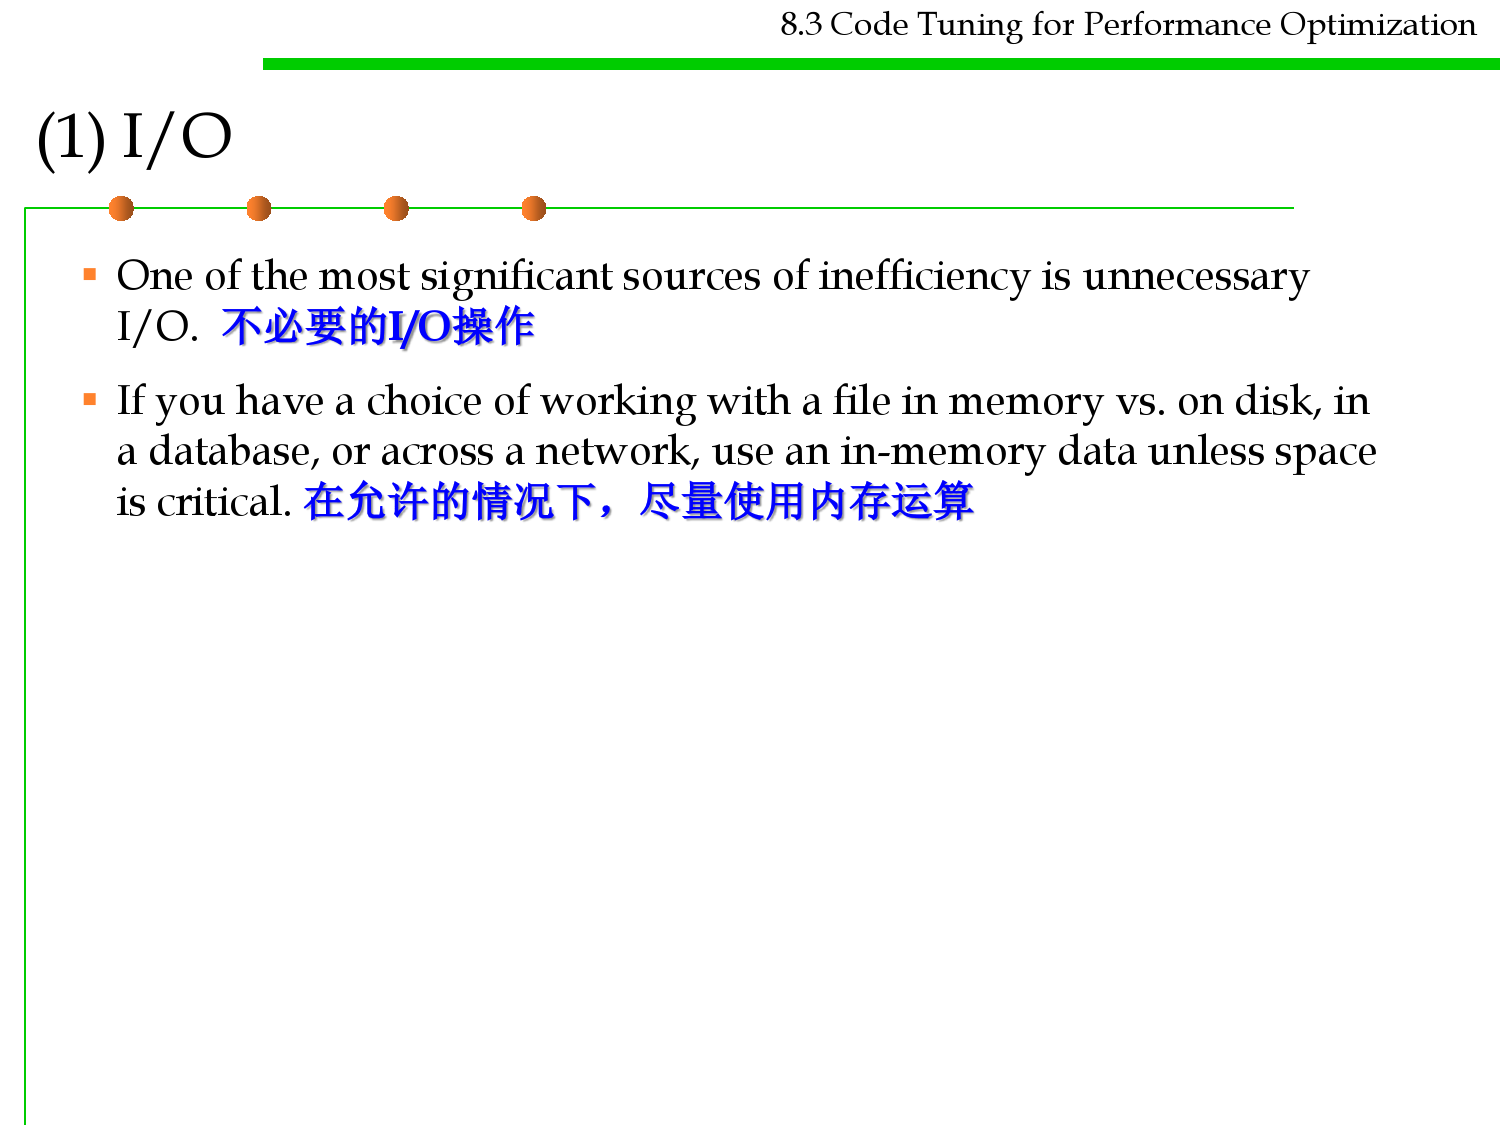 8.3 Code Tuning for Performance Optimization
(1) I/O
One of the most significant sources of inefficiency is unnecessary
I/O. 不必要的I/O操作
If you have a choice of working with a file in memory vs. on disk, in
a database, or across a network, use an in-memory data unless space
is critical. 在允许的情况下，尽量使用内存运算